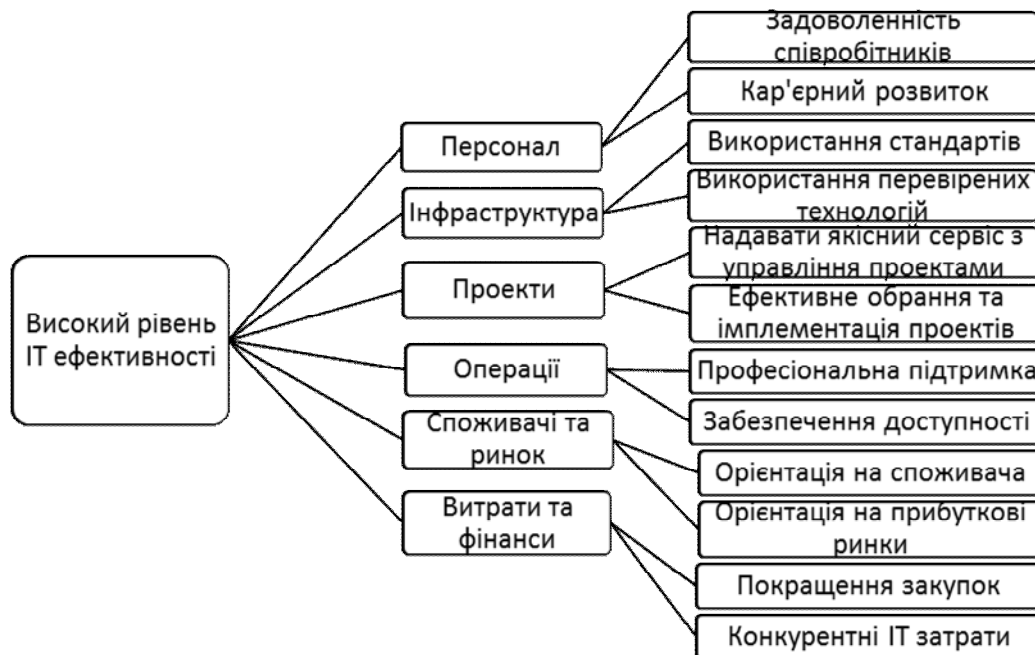 Високий рівень
ІТ ефективності
Персонал
Інфраструктура
Проекти
Операції
Споживачі та
ринок
Витрати та
фінанси
Задоволенність
співробітників
Кар'єрний розвиток
Використання стандартів
Використання перевірених
технологій
Надавати якісний сервіс з
управління проектами
Ефективне обрання та
імплементація проектів
Професіональна підтримка
Забезпечення доступності
Орієнтація на споживача
Орієнтація на прибуткові
ринки
Покращення закупок
Конкурентні ІТ затрати